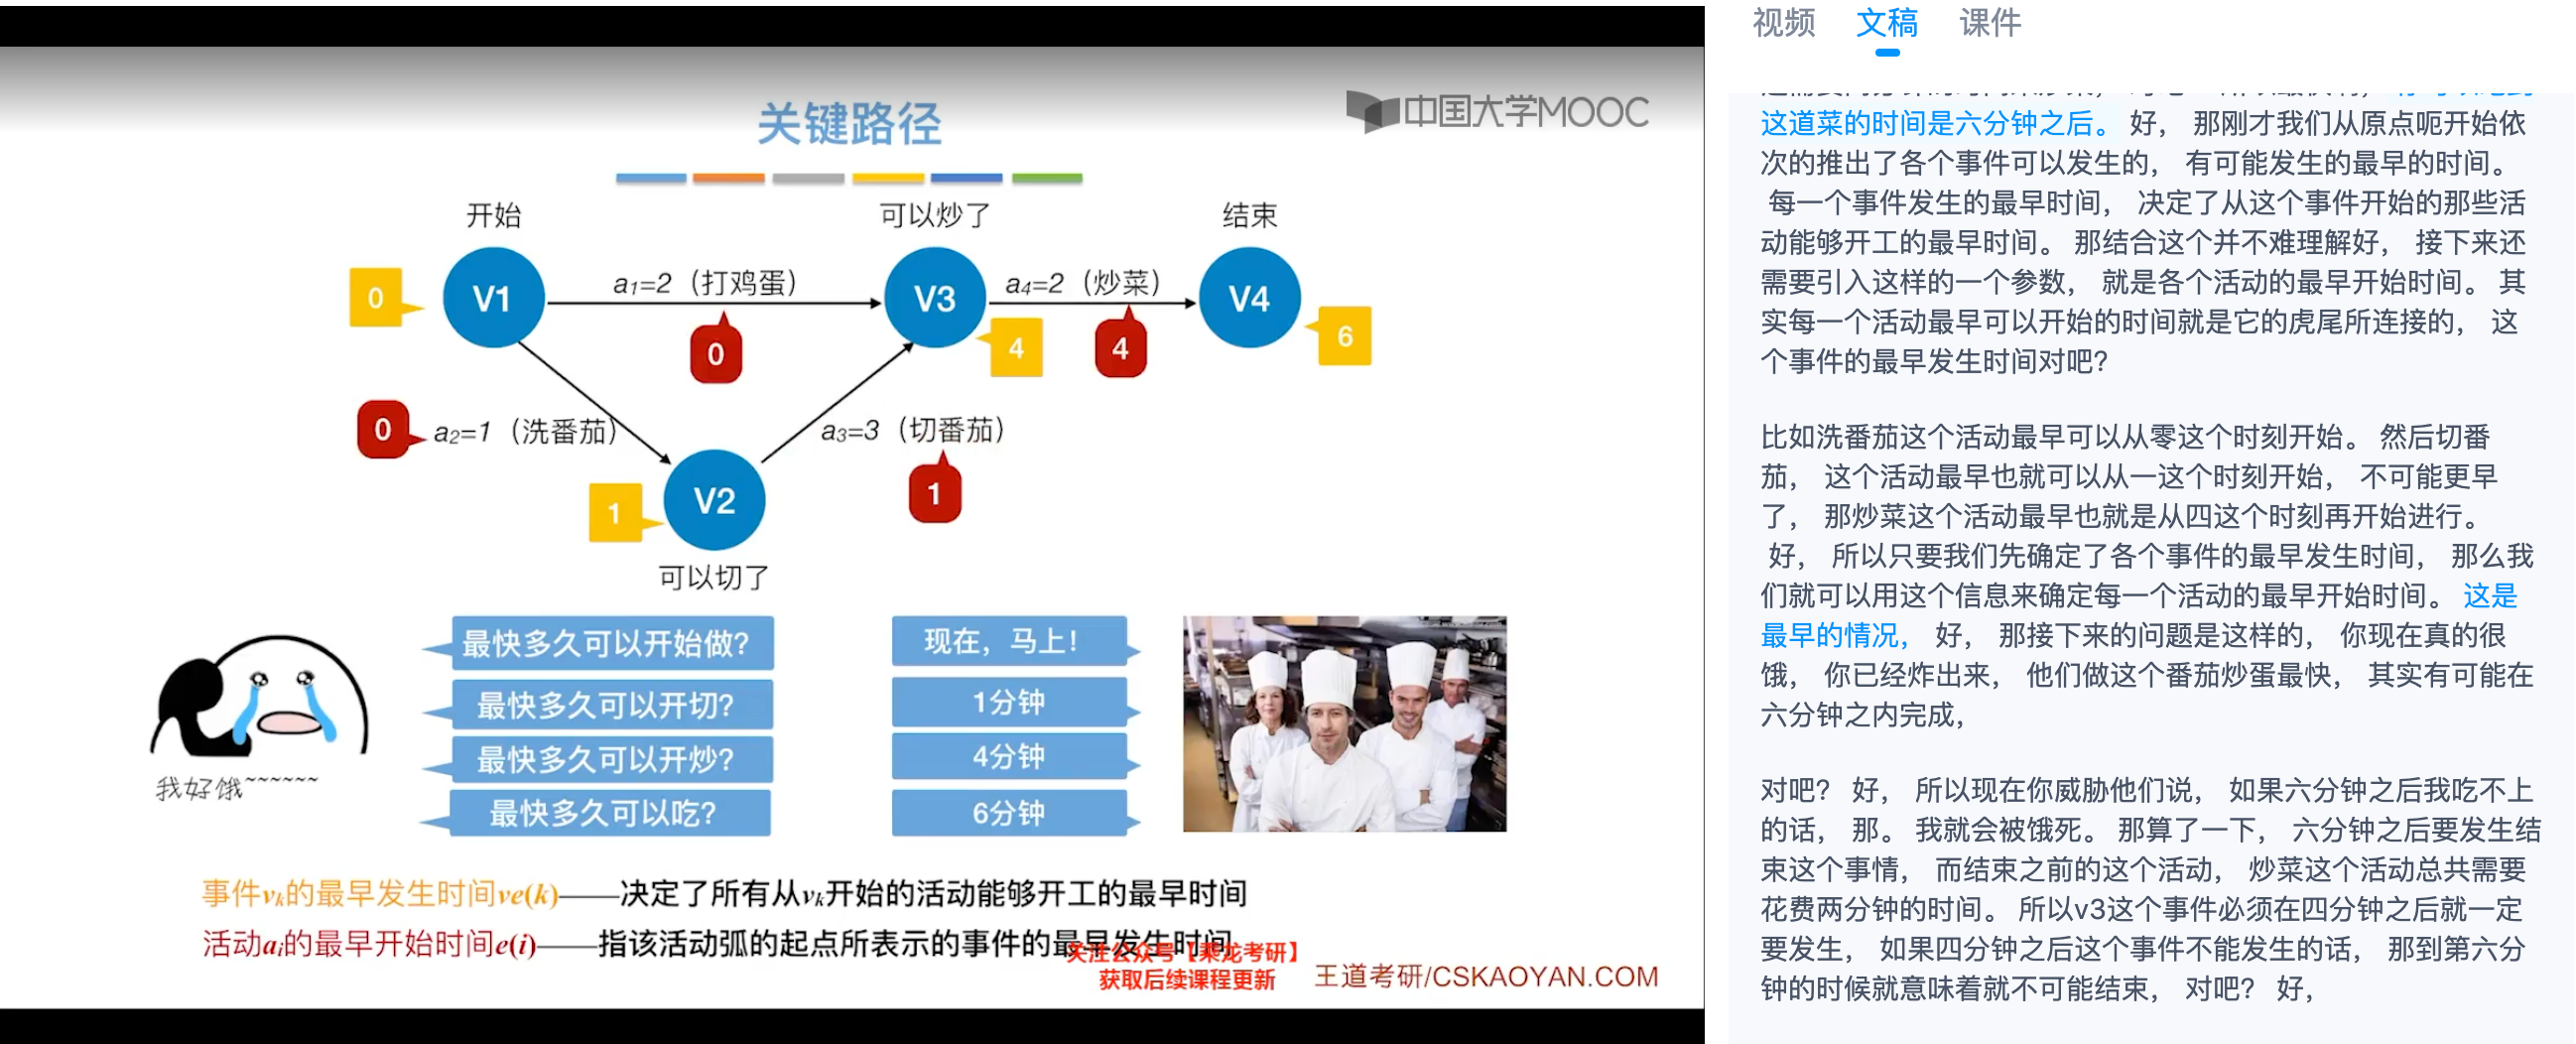 视频 文稿 课件
中国大学MOOC
关键路径
开始
可以炒了
结束
0
V1
a1=2（打鸡蛋）
V3
a4=2（炒菜）
V4
0
4
4
6
0
a2=1（洗番茄）
a3=3（切番茄）
1
1
V2
可以切了
最快多久可以开始做？
现在，马上！
最快多久可以开切？
1分钟
最快多久可以开炒？
4分钟
最快多久可以吃？
6分钟
我好饿~~~~~~
事件vk的最早发生时间ve(k)——决定了所有从vk开始的活动能够开工的最早时间
活动ai的最早开始时间e(i)——指该活动弧的起点所表示的事件的最早发生时间
关注公众号【乘龙考研】
获取后续课程更新
王道考研/CSKAOYAN.COM
这道菜的时间是六分钟之后。 好， 那刚才我们从原点呃开始依
次的推出了各个事件可以发生的， 有可能发生的最早的时间。
每一个事件发生的最早时间， 决定了从这个事件开始的那些活
动能够开工的最早时间。 那结合这个并不难理解好， 接下来还
需要引入这样的一个参数， 就是各个活动的最早开始时间。 其
实每一个活动最早可以开始的时间就是它的虎尾所连接的， 这
个事件的最早发生时间对吧？
比如洗番茄这个活动最早可以从零这个时刻开始。 然后切番
茄， 这个活动最早也就可以从一这个时刻开始， 不可能更早
了， 那炒菜这个活动最早也就是从四这个时刻再开始进行。
好， 所以只要我们先确定了各个事件的最早发生时间， 那么我
们就可以用这个信息来确定每一个活动的最早开始时间。 这是
最早的情况， 好， 那接下来的问题是这样的， 你现在真的很
饿， 你已经炸出来， 他们做这个番茄炒蛋最快， 其实有可能在
六分钟之内完成，
对吧？ 好， 所以现在你威胁他们说， 如果六分钟之后我吃不上
的话， 那。 我就会被饿死。 那算了一下， 六分钟之后要发生结
束这个事情， 而结束之前的这个活动， 炒菜这个活动总共需要
花费两分钟的时间。 所以v3这个事件必须在四分钟之后就一定
要发生， 如果四分钟之后这个事件不能发生的话， 那到第六分
钟的时候就意味着就不可能结束， 对吧？ 好，